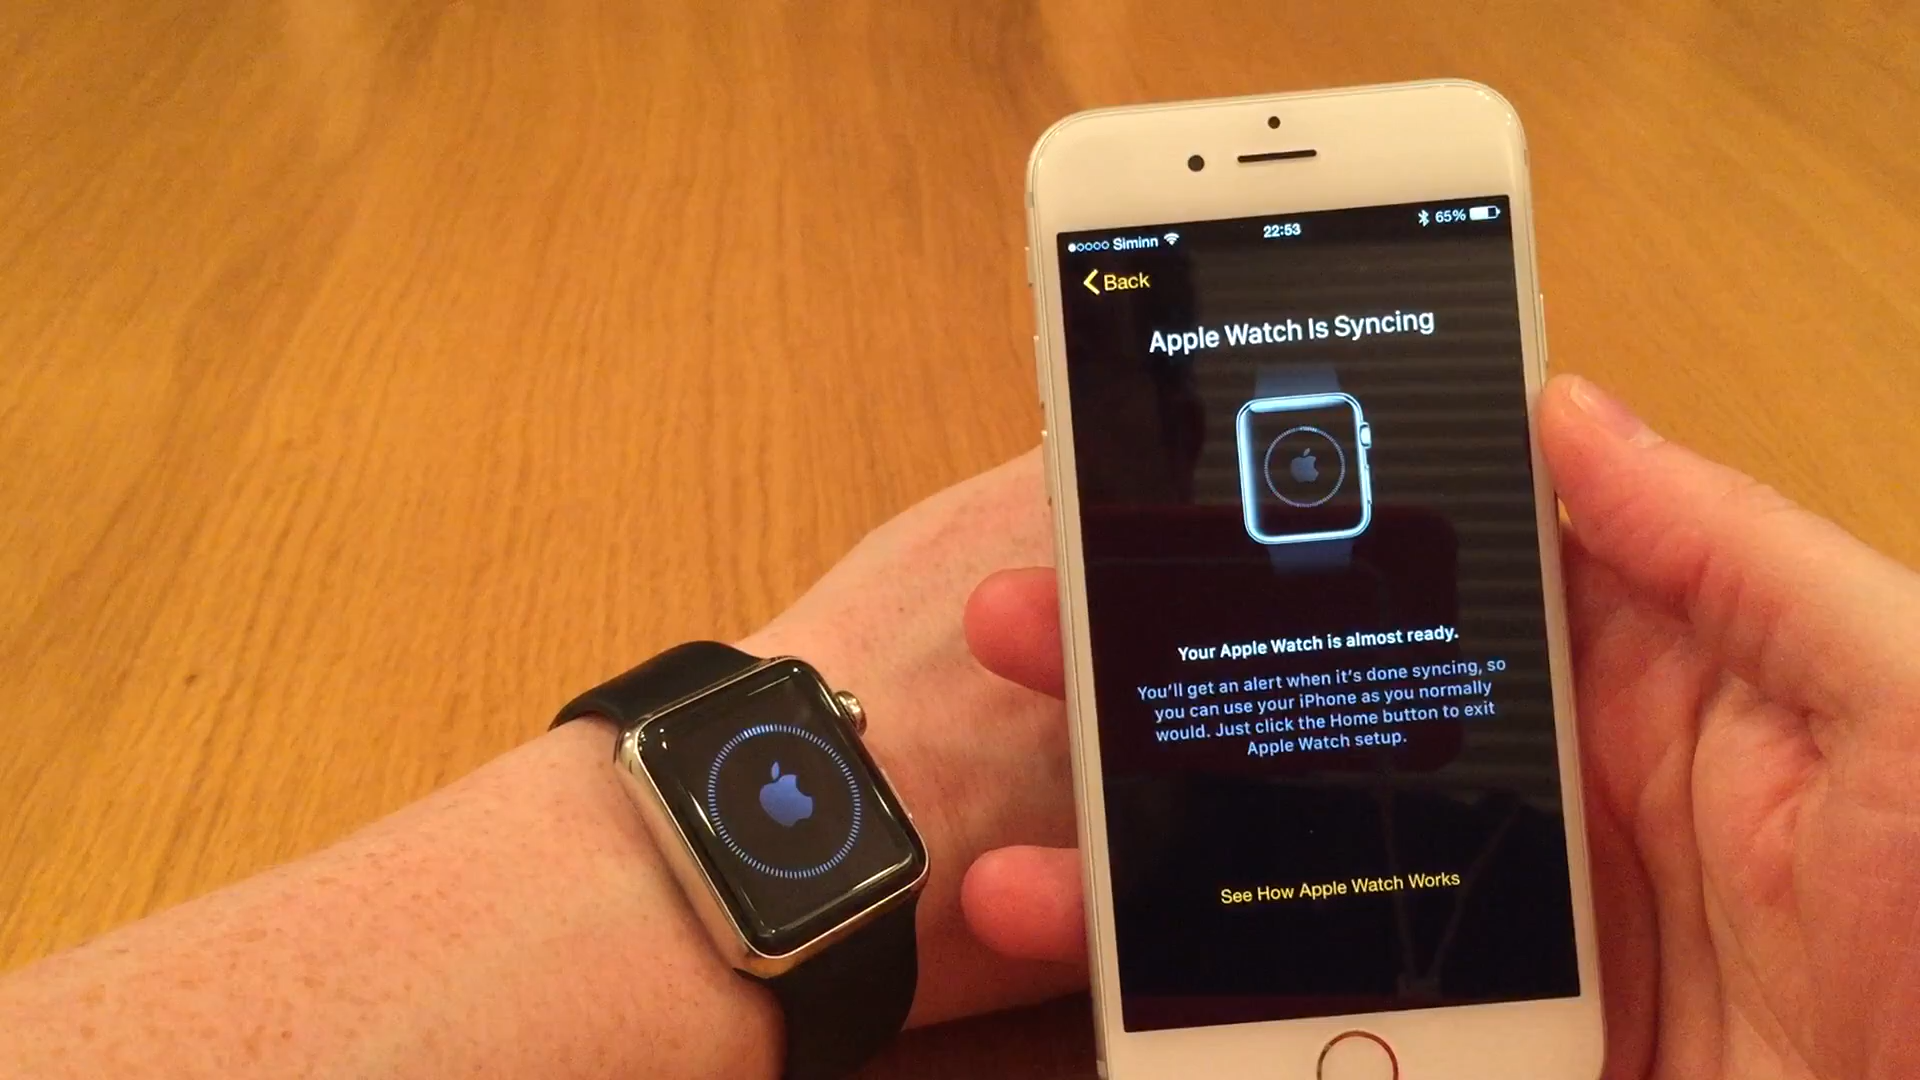 Siminn 22:53 65%
Back
Apple Watch Is Syncing
Your Apple Watch is almost ready.
You'll get an alert when it's done syncing, so
you can use your iPhone as you normally
would. Just click the Home button to exit
Apple Watch setup.
See How Apple Watch Works